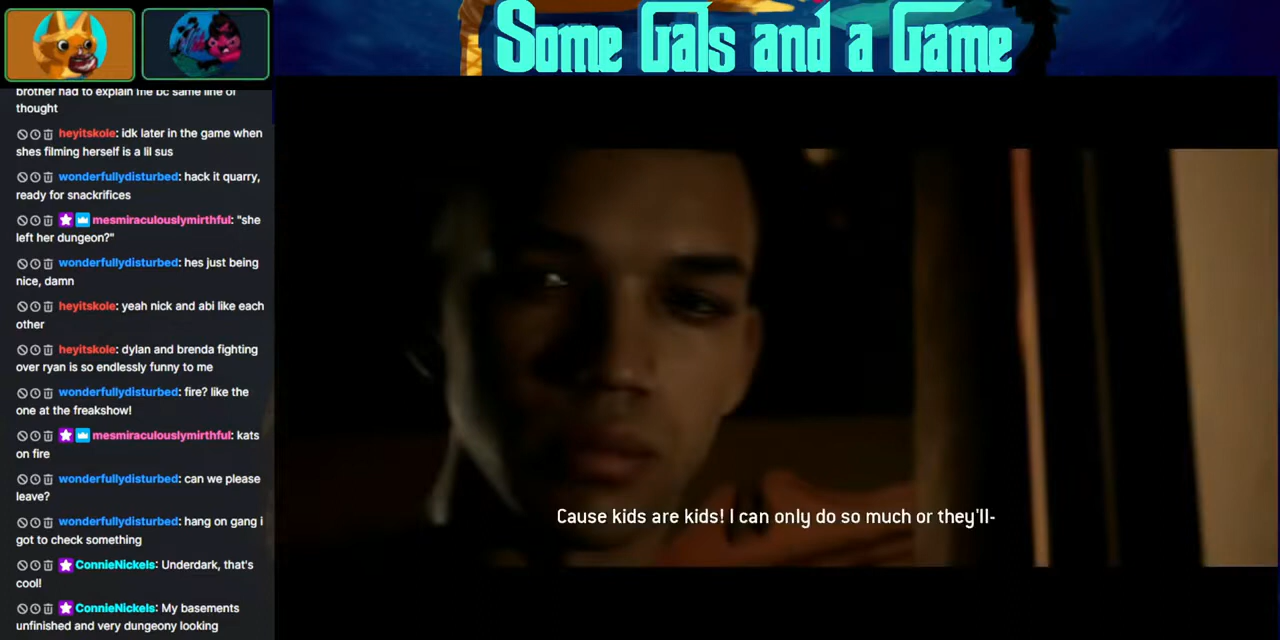 Some Gals and a Game
brother had to explain me bc same line of
thought
heyitskole: idk later in the game when
shes filming herself is a lil sus
wonderfullydisturbed: hack it quarry,
ready for snackrifices
mesmiraculouslymirthful: "she
left her dungeon?"
wonderfullydisturbed: hes just being
nice, damn
heyitskole: yeah nick and abi like each
other
heyitskole: dylan and brenda fighting
over ryan is so endlessly funny to me
wonderfullydisturbed: fire? like the
one at the freakshow!
mesmiraculouslymirthful: kats
on fire
wonderfullydisturbed: can we please
leave?
wonderfullydisturbed: hang on gang i
got to check something
ConnieNickels: Underdark, that's
cool!
ConnieNickels: My basements
unfinished and very dungeony looking
Cause kids are kids! I can only do so much or they'll-